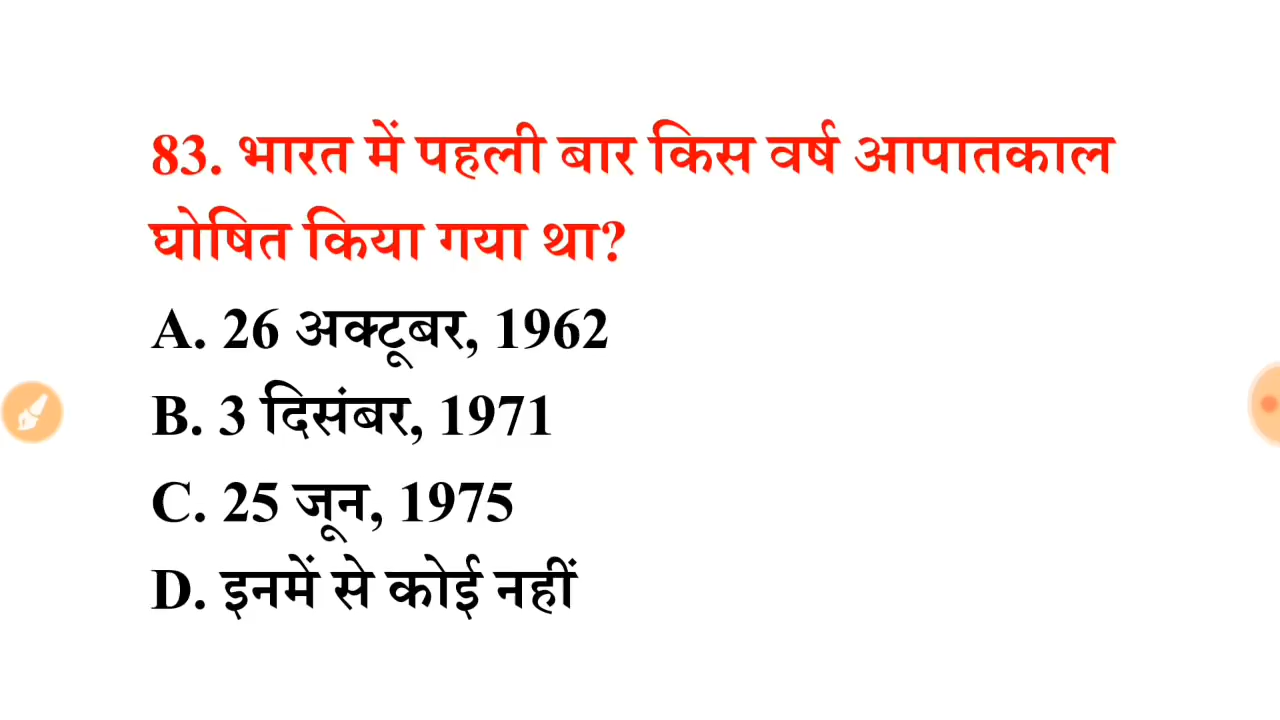 83. भारत में पहली बार किस वर्ष आपातकाल
घोषित किया गया था?
A. 26 अक्टूबर, 1962
B. 3 दिसंबर, 1971
C. 25 जून, 1975
D. इनमें से कोई नहीं